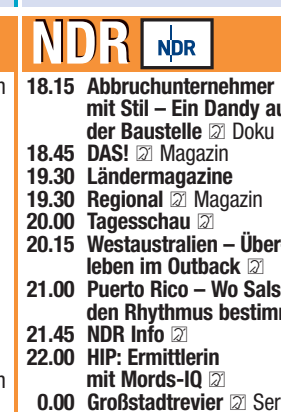 NDR NDR
18.15 Abbruchunternehmer
mit Stil – Ein Dandy au
der Baustelle Doku
18.45 DAS! Magazin
19.30 Ländermagazine
19.30 Regional Magazin
20.00 Tagesschau
20.15 Westaustralien – Über
leben im Outback
21.00 Puerto Rico – Wo Sals
den Rhythmus bestimm
21.45 NDR Info
22.00 HIP: Ermittlerin
mit Mords-IQ
0.00 Großstadtrevier Ser